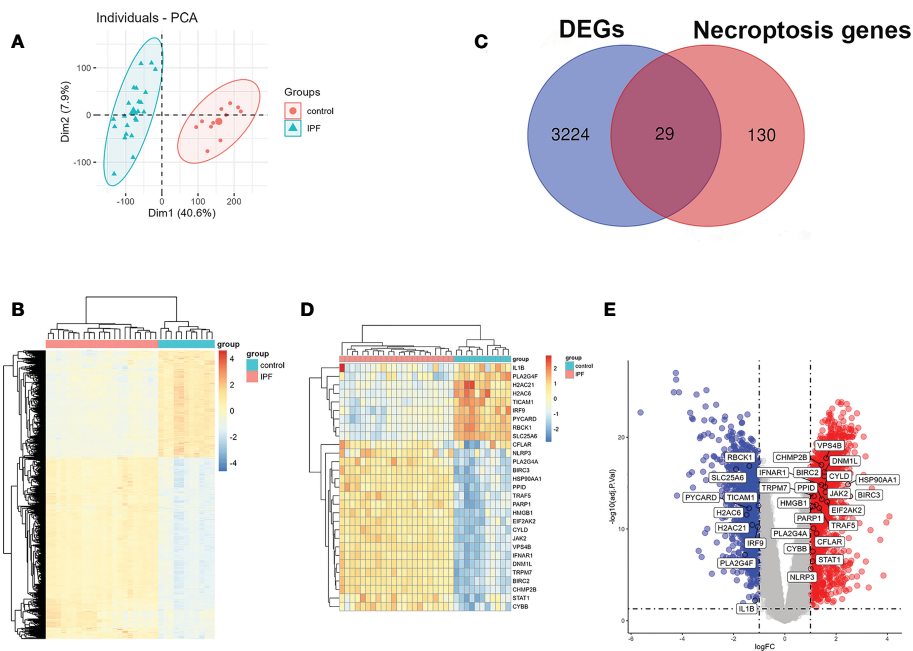 Individuals - PCA
A
Dim2 (7.9%)
100
0
-100
-100
0
100
200
Dim1 (40.6%)
Groups
control
IPF
C
DEGs
Necroptosis genes
3224
29
130
B
group
4
2
0
-2
-4
group
control
IPF
D
group
2
1
0
-1
-2
group
control
IPF
IL1B
PLA2G4F
H2AC21
H2AC6
TICAM1
IRF9
PYCARD
RBCK1
SLC25A6
CFLAR
NLRP3
PLA2G4A
BIRC3
HSP90AA1
PPID
TRAF5
PARP1
HMGB1
EIF2AK2
CYLD
JAK2
VPS4B
IFNAR1
DNM1L
TRPM7
BIRC2
CHMP2B
STAT1
CYBB
E
-log10(adj.P.Val)
20
10
0
-6
-4
-2
0
2
4
logFC
VPS4B
CHMP2B
RBCK1
DNM1L
IFNAR1
BIRC2
CYLD
SLC25A6
HSP90AA1
TRPM7
PPID
JAK2
BIRC3
PYCARD
TICAM1
HMGB1
EIF2AK2
H2AC6
PARP1
TRAF5
H2AC21
PLA2G4A
CFLAR
IRF9
CYBB
STAT1
PLA2G4F
NLRP3
IL1B